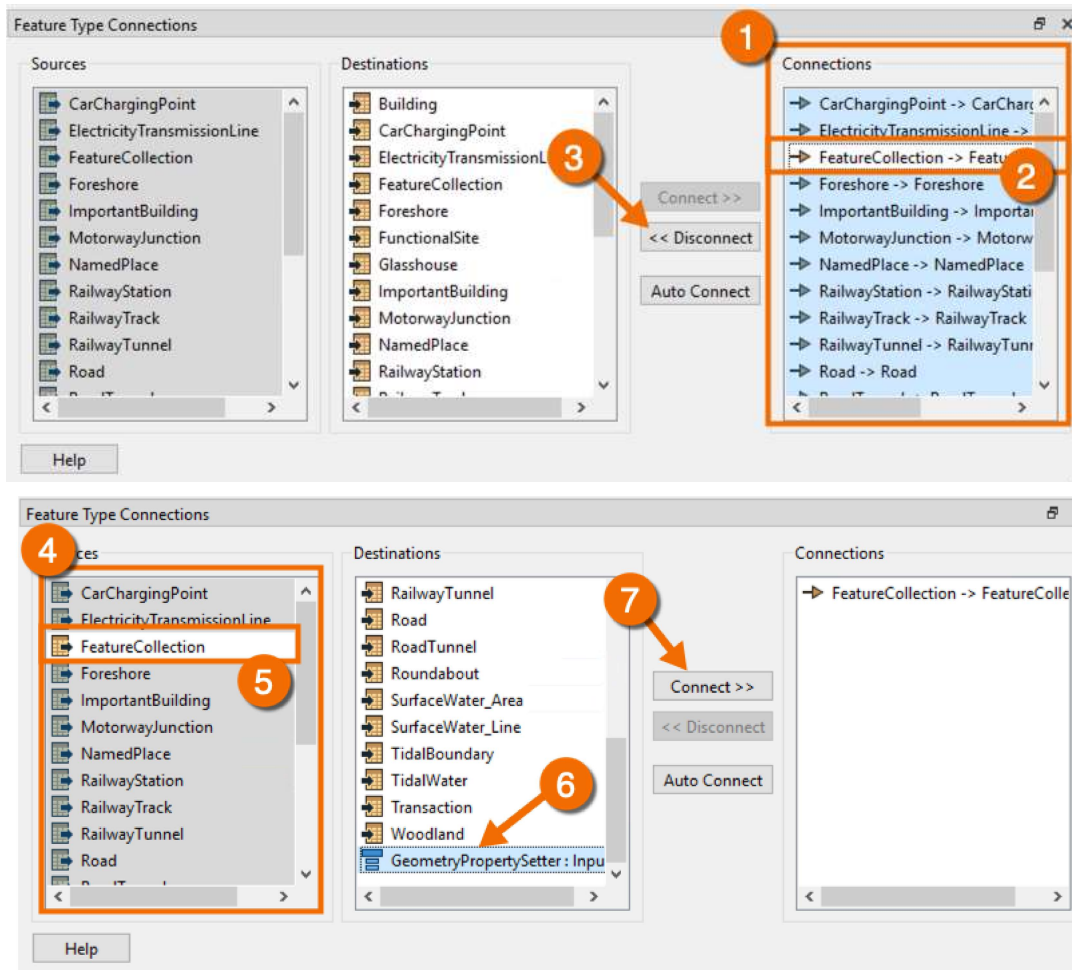 Feature Type Connections
1
Sources
Destinations
Connections
CarChargingPoint
ElectricityTransmissionLine
FeatureCollection
Foreshore
ImportantBuilding
MotorwayJunction
NamedPlace
RailwayStation
RailwayTrack
RailwayTunnel
Road
Building
CarChargingPoint
ElectricityTransmissionL
FeatureCollection
Foreshore
FunctionalSite
Glasshouse
ImportantBuilding
MotorwayJunction
NamedPlace
RailwayStation
3
Connect >>
<< Disconnect
Auto Connect
CarChargingPoint -> CarCharg
ElectricityTransmissionLine ->
FeatureCollection -> Featu
2
Foreshore -> Foreshore
ImportantBuilding -> Importan
MotorwayJunction -> Motorw
NamedPlace -> NamedPlace
RailwayStation -> RailwayStati
RailwayTrack -> RailwayTrack
RailwayTunnel -> RailwayTunn
Road -> Road
Help
Feature Type Connections
4
ces
Destinations
Connections
CarChargingPoint
ElectricityTransmissionLine
FeatureCollection
5
Foreshore
ImportantBuilding
MotorwayJunction
NamedPlace
RailwayStation
RailwayTrack
RailwayTunnel
Road
RailwayTunnel
Road
RoadTunnel
Roundabout
SurfaceWater_Area
SurfaceWater_Line
TidalBoundary
TidalWater
Transaction
Woodland
GeometryPropertySetter : Inpu
6
7
Connect >>
<< Disconnect
Auto Connect
FeatureCollection -> FeatureColle
Help